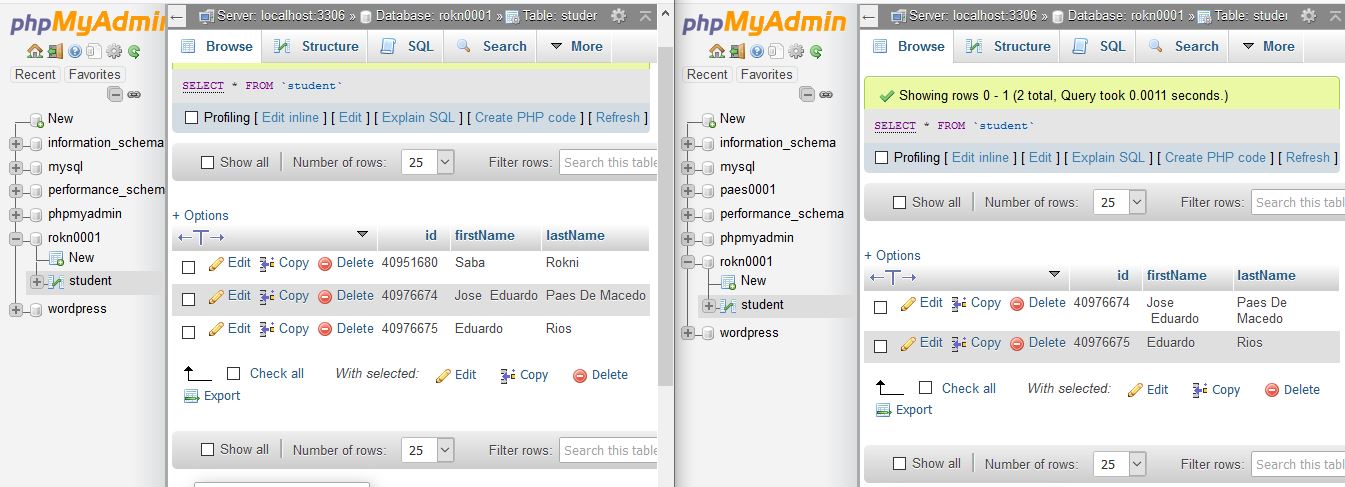 phpMyAdmin
Recent Favorites
New
information_schema
mysql
performance_schem
phpmyadmin
rokn0001
New
student
wordpress
Server: localhost:3306 » Database: rokn0001 » Table: studer
Browse Structure SQL Search More
SELECT * FROM `student`
Profiling [ Edit inline ] [ Edit ] [ Explain SQL ] [ Create PHP code ] [ Refresh ]
Show all Number of rows: 25 Filter rows: Search this table
+ Options
id firstName lastName
Edit Copy Delete 40951680 Saba Rokni
Edit Copy Delete 40976674 Jose Eduardo Paes De Macedo
Edit Copy Delete 40976675 Eduardo Rios
Check all With selected: Edit Copy Delete
Export
Show all Number of rows: 25 Filter rows: Search this table
phpMyAdmin
Recent Favorites
New
information_schema
mysql
paes0001
performance_schema
phpmyadmin
rokn0001
New
student
wordpress
Server: localhost:3306 » Database: rokn0001 » Table: studer
Browse Structure SQL Search More
Showing rows 0 - 1 (2 total, Query took 0.0011 seconds.)
SELECT * FROM `student`
Profiling [ Edit inline ] [ Edit ] [ Explain SQL ] [ Create PHP code ] [ Refresh ]
Show all Number of rows: 25 Filter rows: Search this table
+ Options
id firstName lastName
Edit Copy Delete 40976674 Jose Paes De
Eduardo Macedo
Edit Copy Delete 40976675 Eduardo Rios
Check all With selected: Edit Copy Delete
Export
Show all Number of rows: 25 Filter rows: Search this table